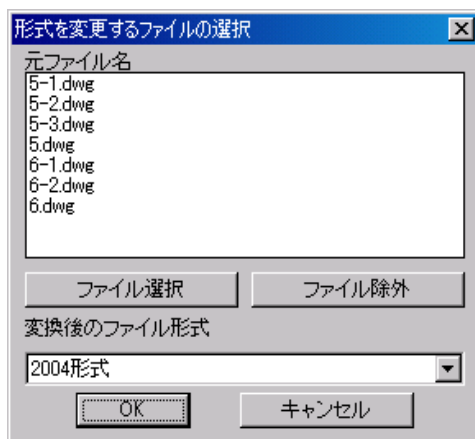 形式を変更するファイルの選択
元ファイル名
5-1.dwg
5-2.dwg
5-3.dwg
5.dwg
6-1.dwg
6-2.dwg
6.dwg
ファイル選択 ファイル除外
変換後のファイル形式
2004形式
OK キャンセル